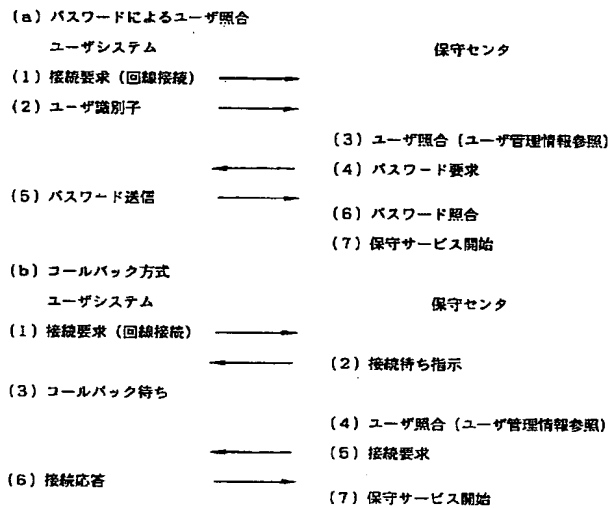 (a) パスワードによるユーザ照合
ユーザシステム 保守センタ
(1) 接続要求 (回線接続)
(2) ユーザ識別子
(3) ユーザ照合 (ユーザ管理情報参照)
(4) パスワード要求
(5) パスワード送信
(6) パスワード照合
(7) 保守サービス開始
(b) コールバック方式
ユーザシステム 保守センタ
(1) 接続要求 (回線接続)
(2) 接続待ち指示
(3) コールバック待ち
(4) ユーザ照合 (ユーザ管理情報参照)
(5) 接続要求
(6) 接続応答
(7) 保守サービス開始